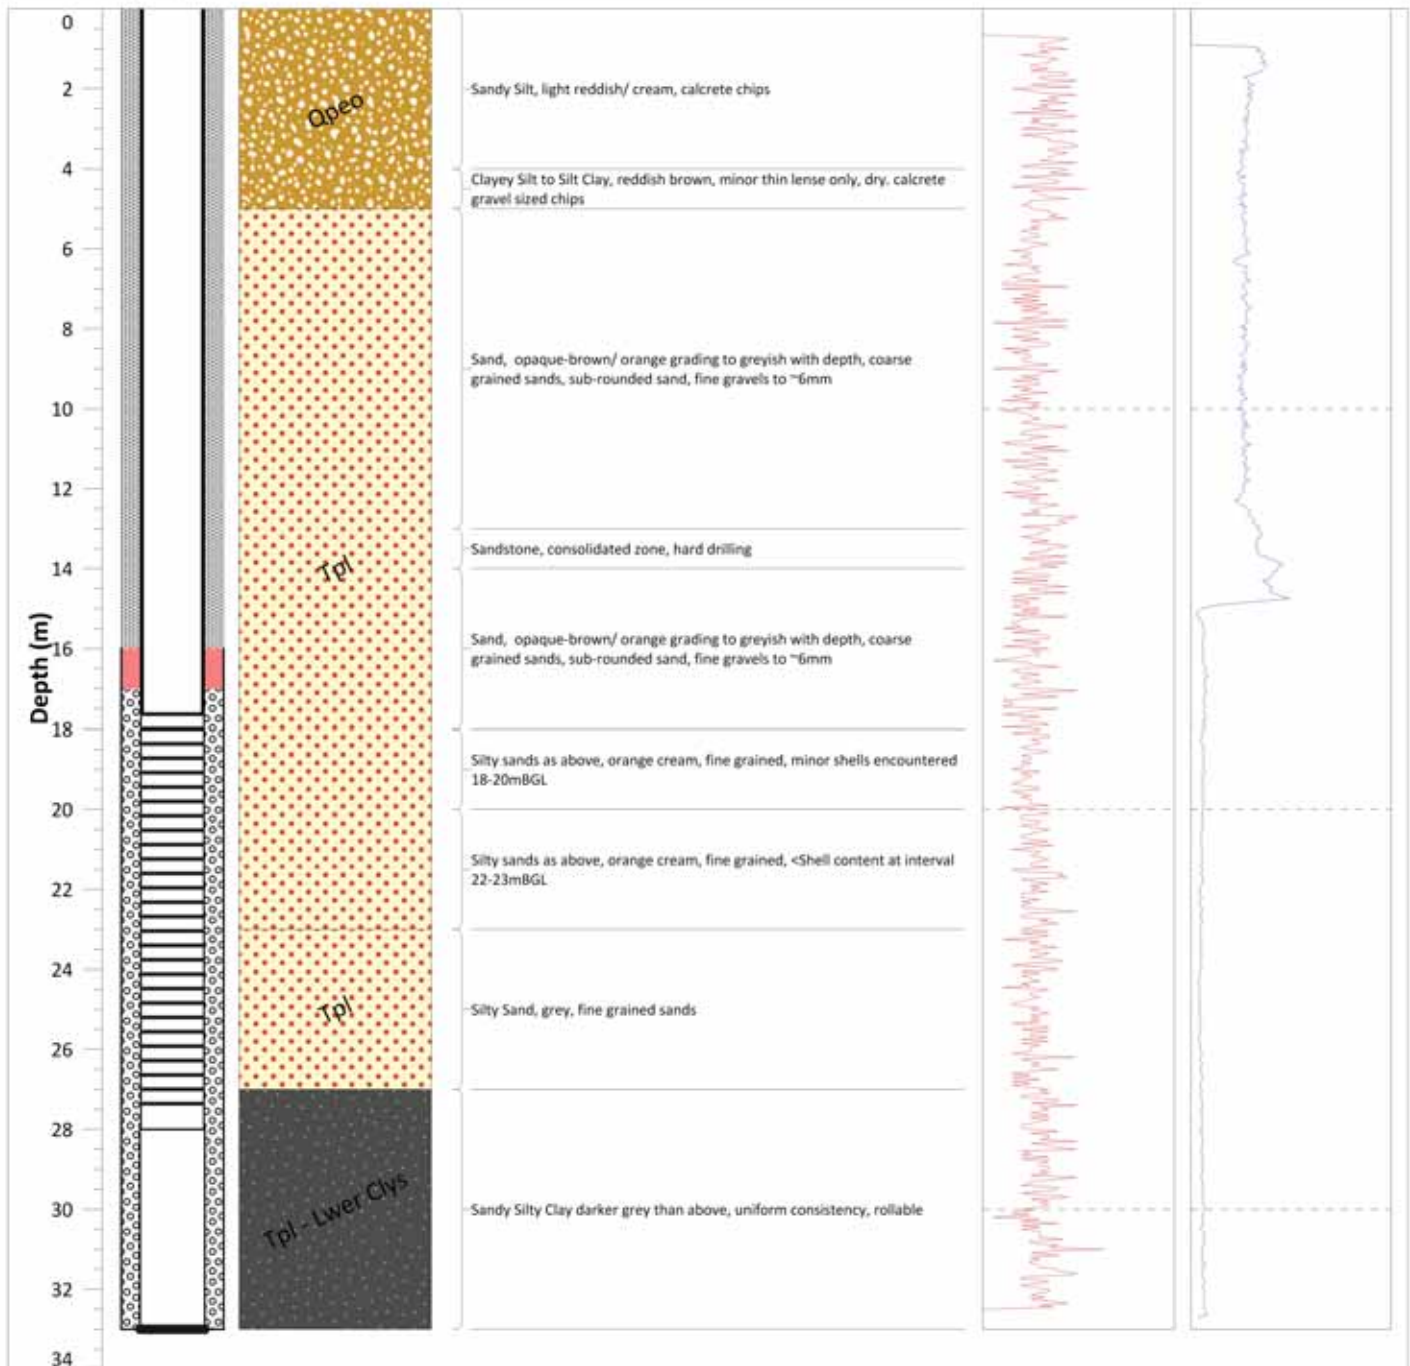 0
2
4
6
8
10
12
14
16
18
20
22
24
26
28
30
32
34
Depth (m)
Qpeo
Tpl
Tpl
Tpl - Lwer Clys
Sandy Silt, light reddish/ cream, calcrete chips
Clayey Silt to Silt Clay, reddish brown, minor thin lense only, dry. calcrete
gravel sized chips
Sand,  opaque-brown/ orange grading to greyish with depth, coarse
grained sands, sub-rounded sand, fine gravels to ~6mm
Sandstone, consolidated zone, hard drilling
Sand,  opaque-brown/ orange grading to greyish with depth, coarse
grained sands, sub-rounded sand, fine gravels to ~6mm
Silty sands as above, orange cream, fine grained, minor shells encountered
18-20mBGL
Silty sands as above, orange cream, fine grained, <Shell content at interval
22-23mBGL
Silty Sand, grey, fine grained sands
Sandy Silty Clay darker grey than above, uniform consistency, rollable